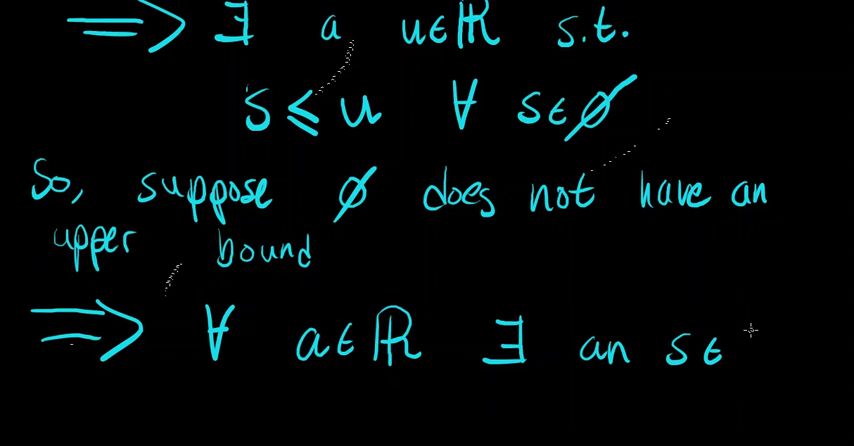 ⟹ ∃ a u∈ℝ s.t.
s ≤ u ∀ s∈∅
So, suppose ∅ does not have an
upper bound
⟹ ∀ a∈ℝ ∃ an s∈